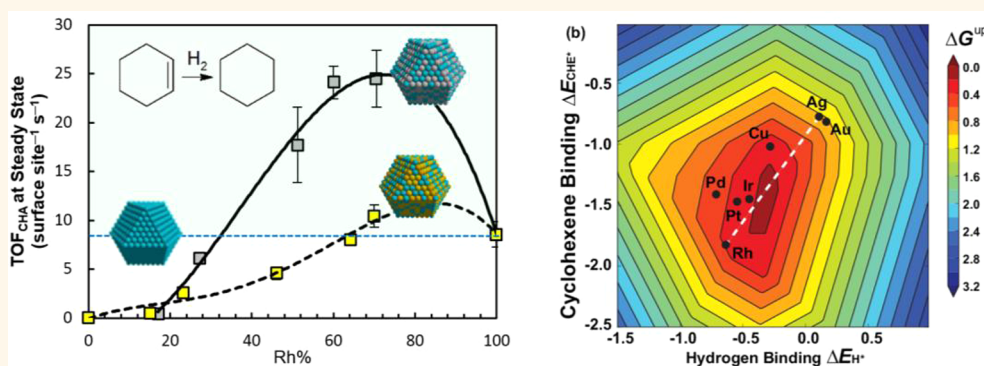 30
25
20
15
10
5
0
TOF_CHA at Steady State
(surface site⁻¹ s⁻¹)
H₂
0 20 40 60 80 100
Rh%
(b)
Cyclohexene Binding ΔE_CHE*
-0.5
-1.0
-1.5
-2.0
-2.5
Ag
Au
Cu
Pd
Ir
Pt
Rh
-1.5 -1.0 -0.5 0.0 0.5
Hydrogen Binding ΔE_H*
ΔG^up
0.0
0.4
0.8
1.2
1.6
2.0
2.4
2.8
3.2